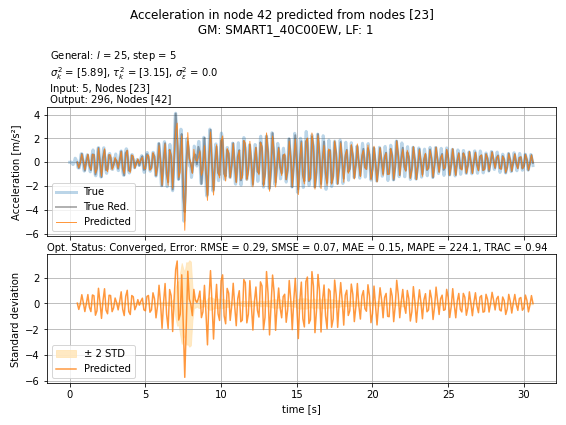 Acceleration in node 42 predicted from nodes [23]
GM: SMART1_40C00EW, LF: 1
General: l = 25, step = 5
σ²ₖ = [5.89], τ²ₖ = [3.15], σ²ε = 0.0
Input: 5, Nodes [23]
Output: 296, Nodes [42]
Acceleration [m/s²]
4
2
0
−2
−4
−6
True
True Red.
Predicted
Opt. Status: Converged, Error: RMSE = 0.29, SMSE = 0.07, MAE = 0.15, MAPE = 224.1, TRAC = 0.94
Standard deviation
2
0
−2
−4
−6
± 2 STD
Predicted
0 5 10 15 20 25 30
time [s]